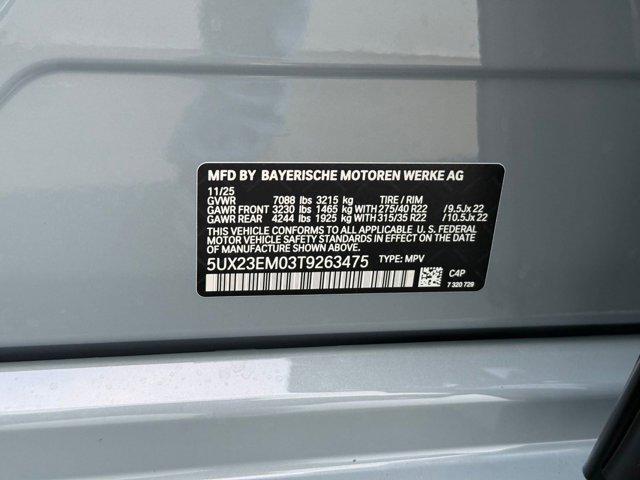 MFD BY BAYERISCHE MOTOREN WERKE AG
11/25
GVWR 7088 lbs 3215 kg TIRE / RIM
GAWR FRONT 3230 lbs 1465 kg WITH 275/40 R22 /9.5Jx 22
GAWR REAR 4244 lbs 1925 kg WITH 315/35 R22 /10.5Jx 22
THIS VEHICLE CONFORMS TO ALL APPLICABLE U. S. FEDERAL
MOTOR VEHICLE SAFETY STANDARDS IN EFFECT ON THE DATE
OF MANUFACTURE SHOWN ABOVE.
5UX23EM03T9263475 TYPE: MPV
C4P
7 320 729